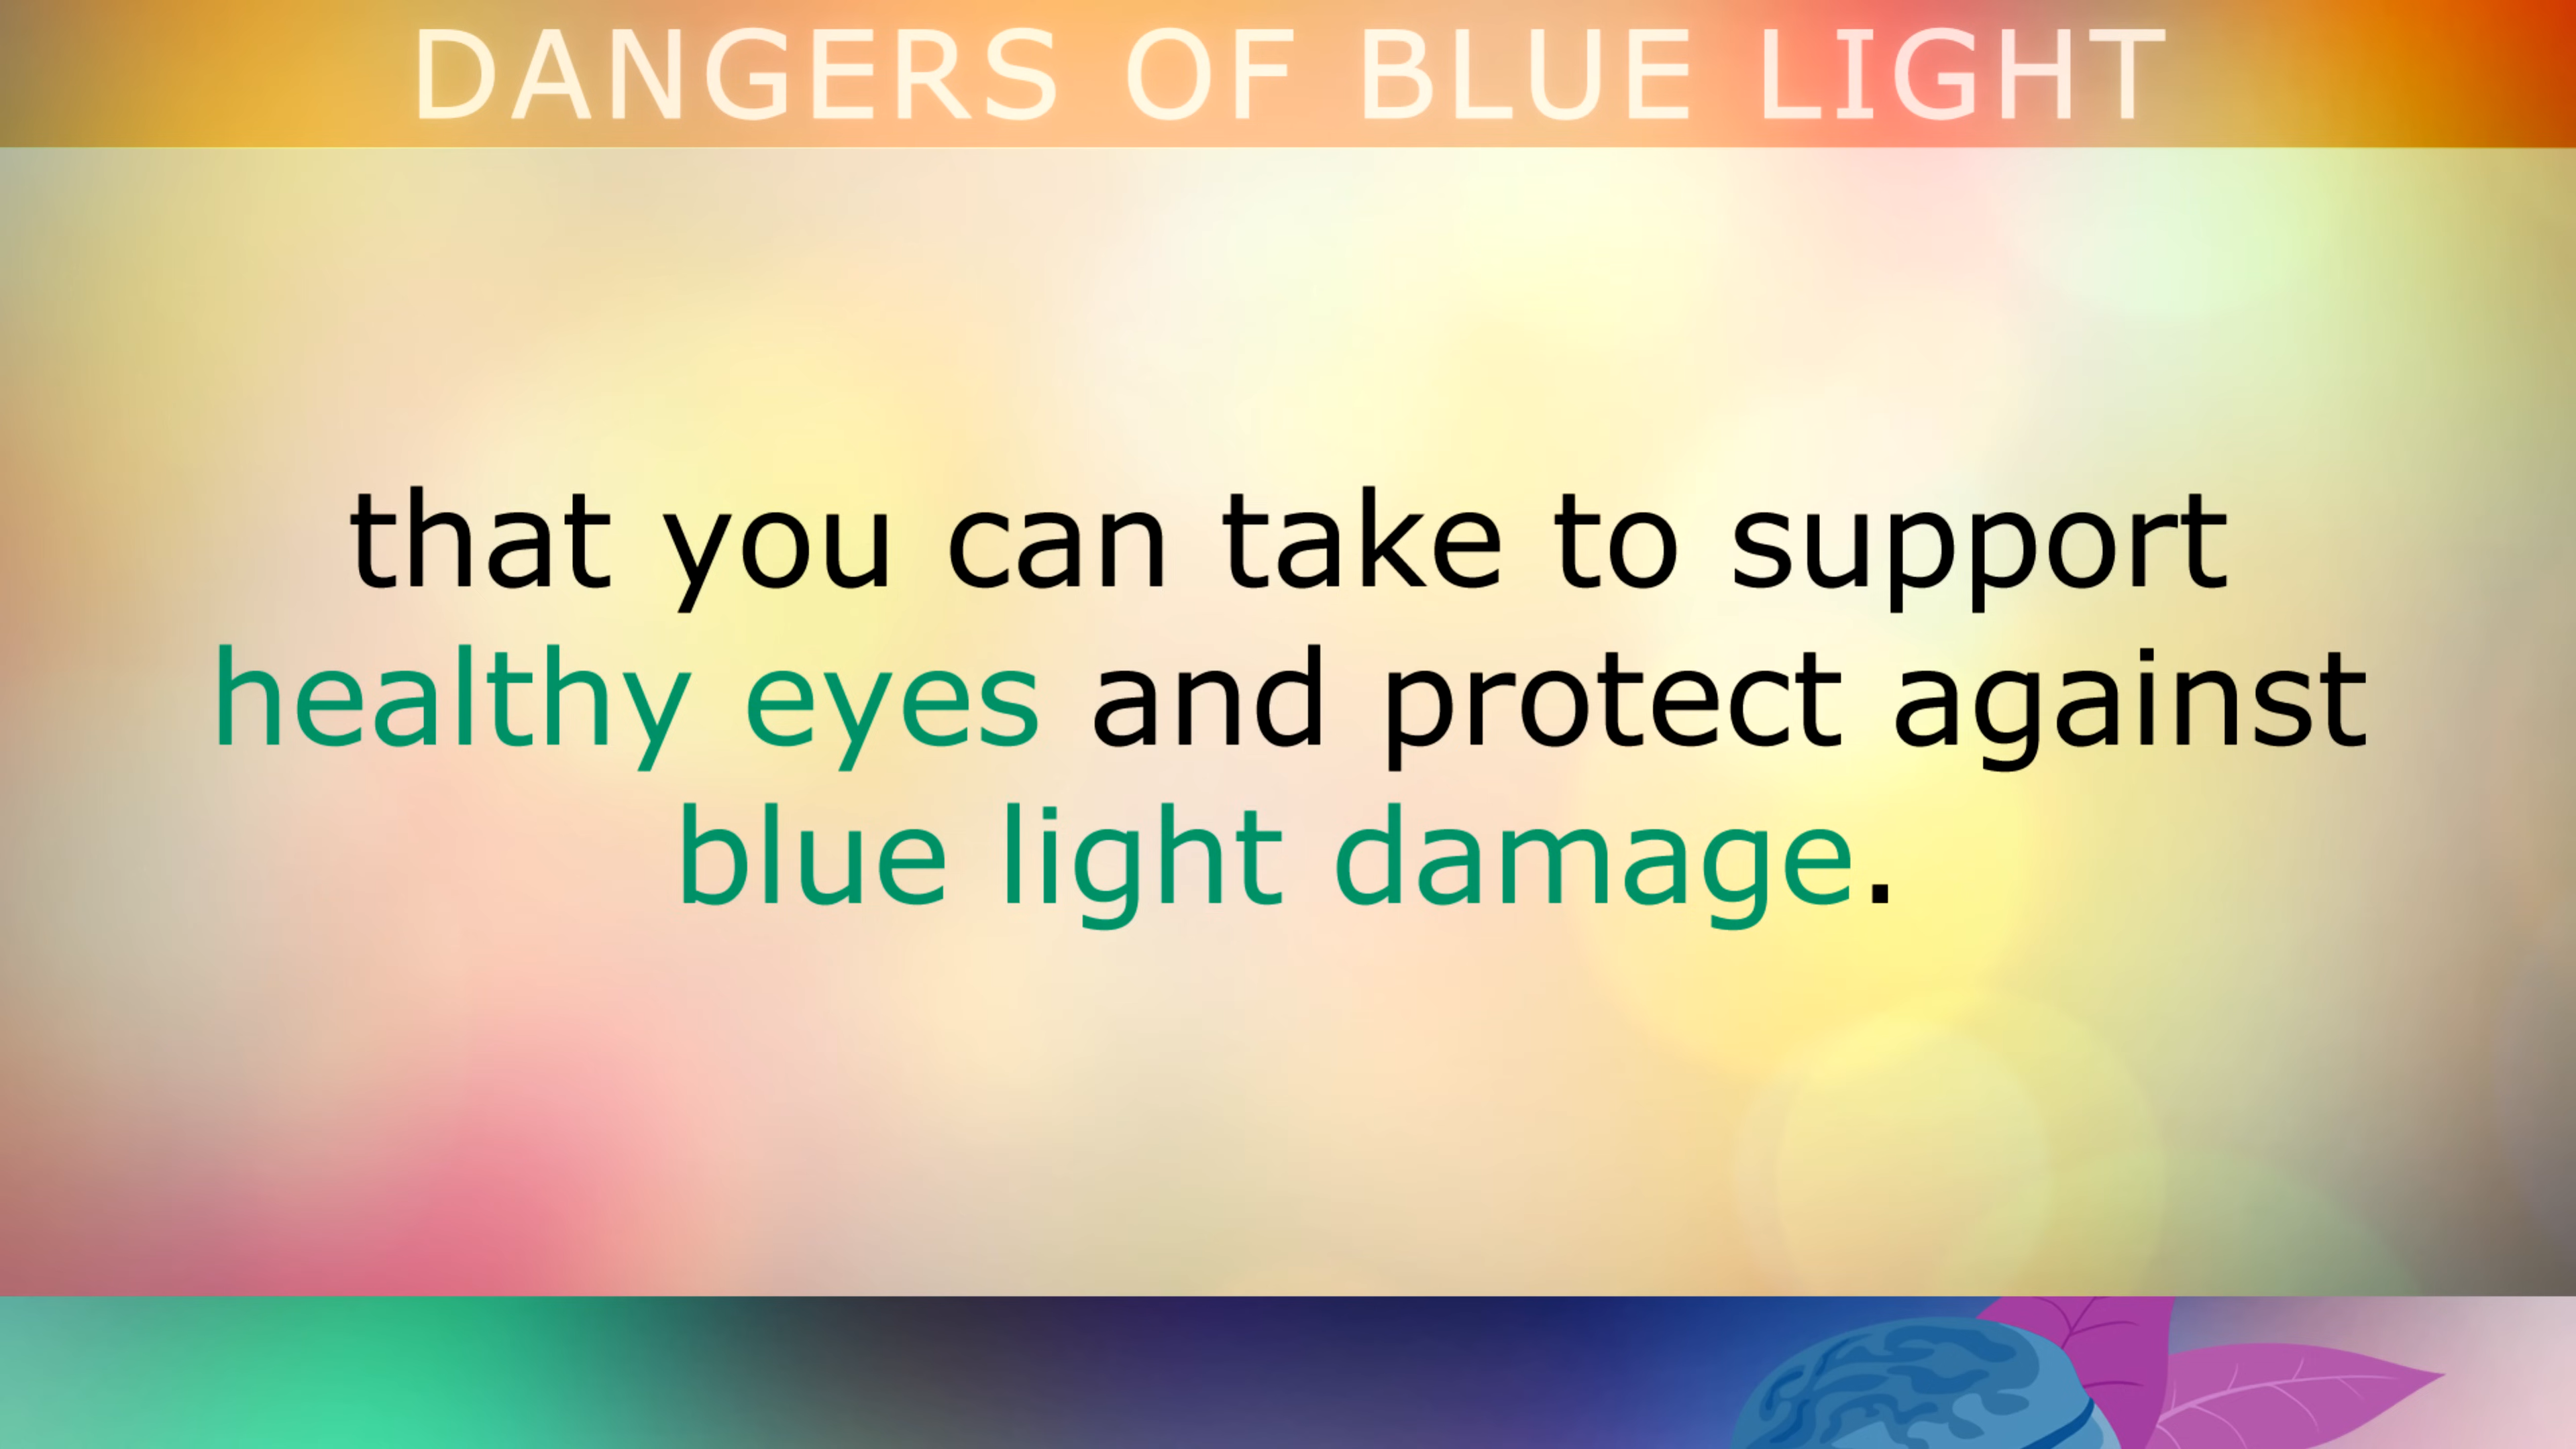 DANGERS OF BLUE LIGHT
that you can take to support
healthy eyes and protect against
blue light damage.